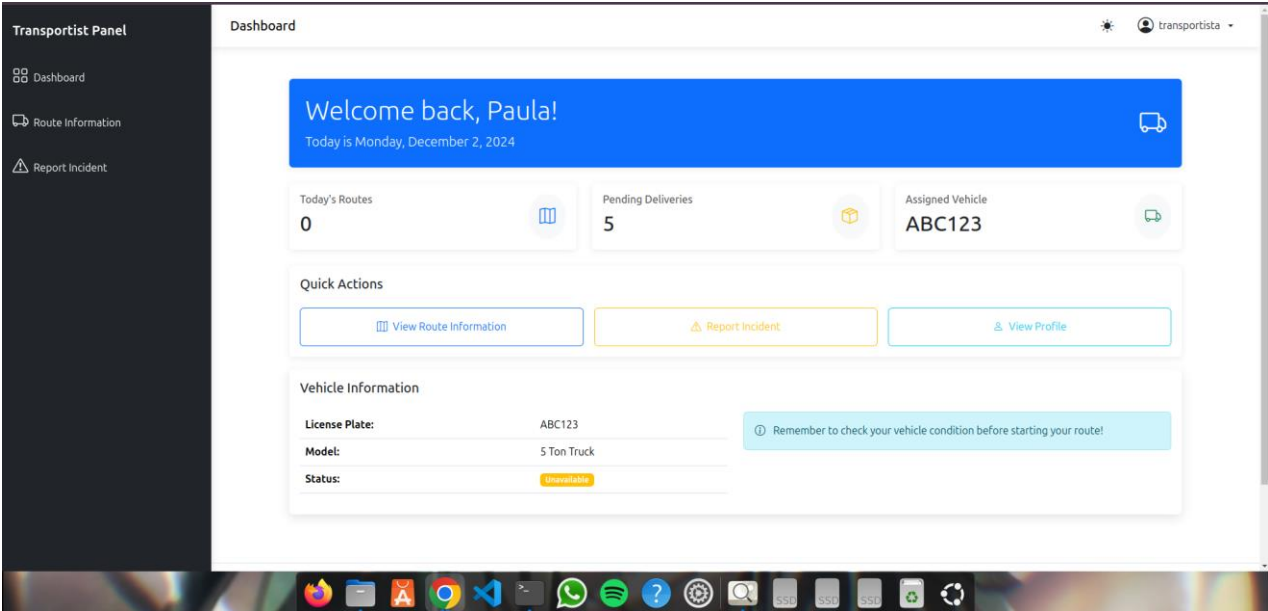 Transportist Panel
Dashboard
Route Information
Report Incident
Dashboard
transportista
Welcome back, Paula!
Today is Monday, December 2, 2024
Today's Routes
0
Pending Deliveries
5
Assigned Vehicle
ABC123
Quick Actions
View Route Information
Report Incident
View Profile
Vehicle Information
License Plate: ABC123
Model: 5 Ton Truck
Status: Unavailable
Remember to check your vehicle condition before starting your route!
SSD
SSD
SSD